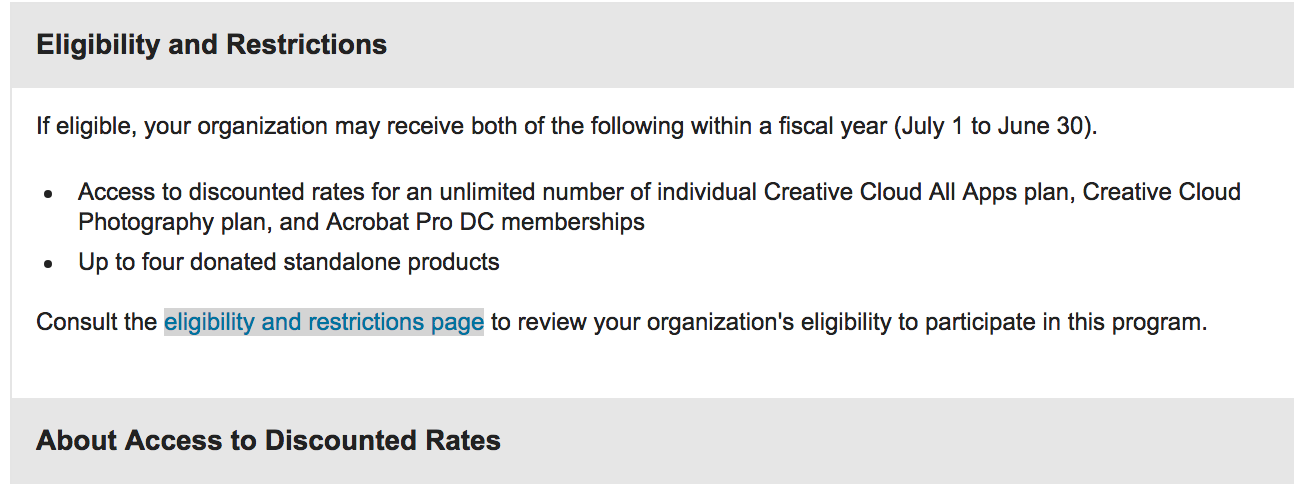 Eligibility and Restrictions
If eligible, your organization may receive both of the following within a fiscal year (July 1 to June 30).
• Access to discounted rates for an unlimited number of individual Creative Cloud All Apps plan, Creative Cloud
Photography plan, and Acrobat Pro DC memberships
• Up to four donated standalone products
Consult the eligibility and restrictions page to review your organization's eligibility to participate in this program.
About Access to Discounted Rates